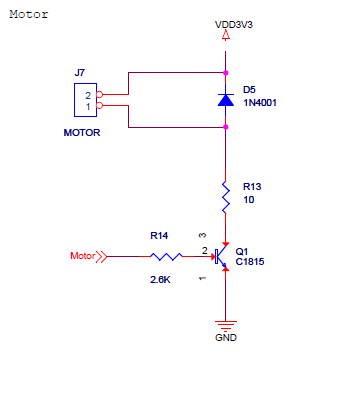 Motor
VDD3V3
J7
2
1
MOTOR
D5
1N4001
R13
10
R14
2.6K
Motor
3
2
1
Q1
C1815
GND